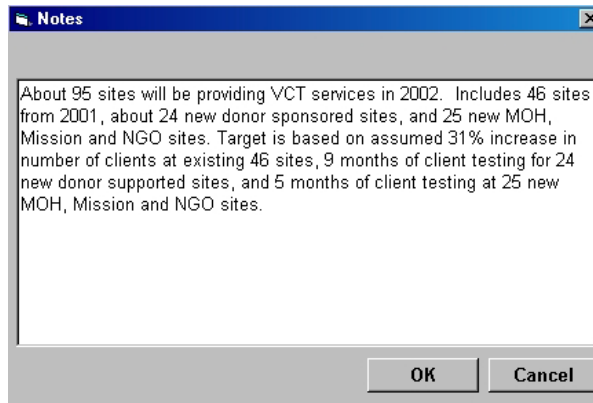 Notes
About 95 sites will be providing VCT services in 2002.  Includes 46 sites
from 2001, about 24 new donor sponsored sites, and 25 new MOH,
Mission and NGO sites. Target is based on assumed 31% increase in
number of clients at existing 46 sites, 9 months of client testing for 24
new donor supported sites, and 5 months of client testing at 25 new
MOH, Mission and NGO sites.
OK Cancel